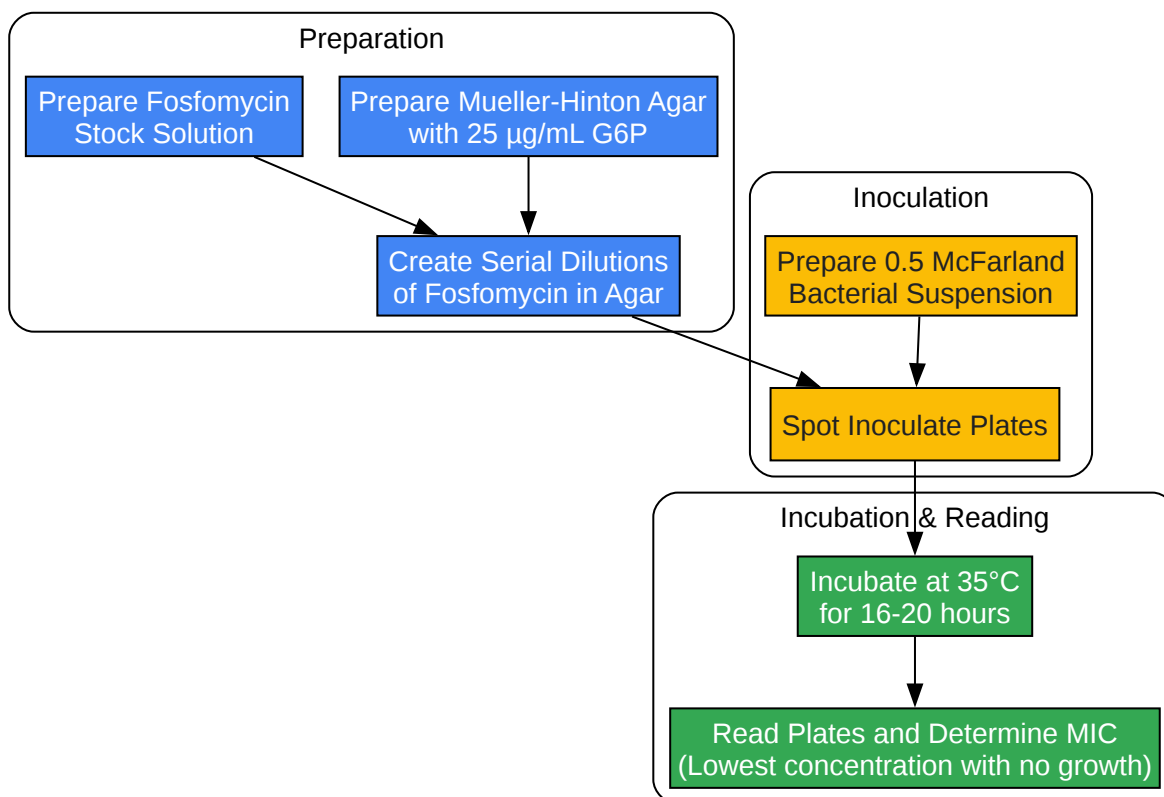 Preparation
Prepare Fosfomycin
Stock Solution
Prepare Mueller-Hinton Agar
with 25 µg/mL G6P
Create Serial Dilutions
of Fosfomycin in Agar
Inoculation
Prepare 0.5 McFarland
Bacterial Suspension
Spot Inoculate Plates
Incubation & Reading
Incubate at 35°C
for 16-20 hours
Read Plates and Determine MIC
(Lowest concentration with no growth)